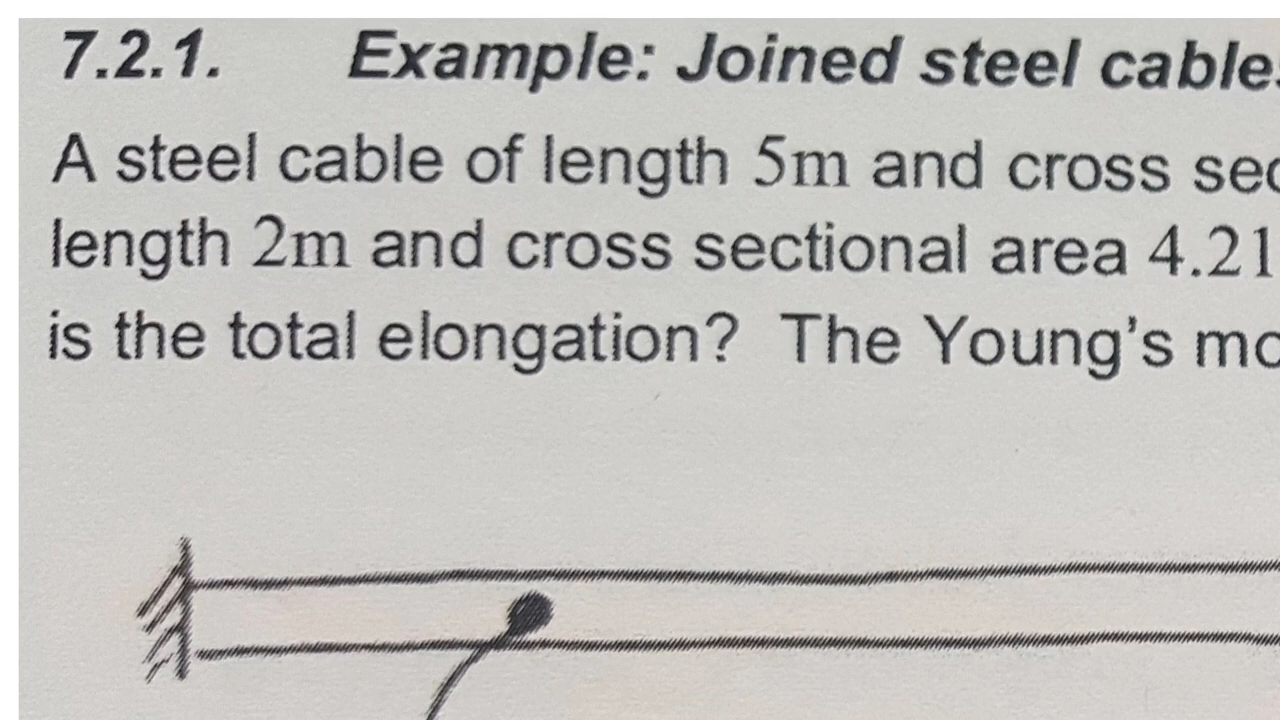 7.2.1. Example: Joined steel cable
A steel cable of length 5m and cross
length 2m and cross sectional area 4.21
is the total elongation? The Young's